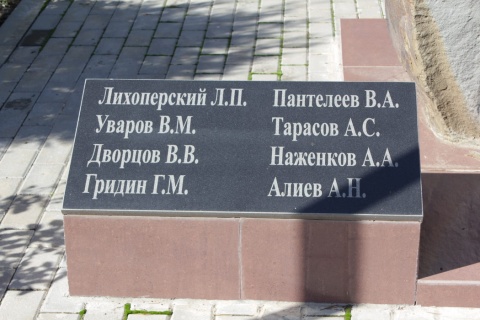 Лихоперский Л.П.
Уваров В.М.
Дворцов В.В.
Гридин Г.М.
Пантелеев В.А.
Тарасов А.С.
Наженков А.А.
Алиев А.Н.